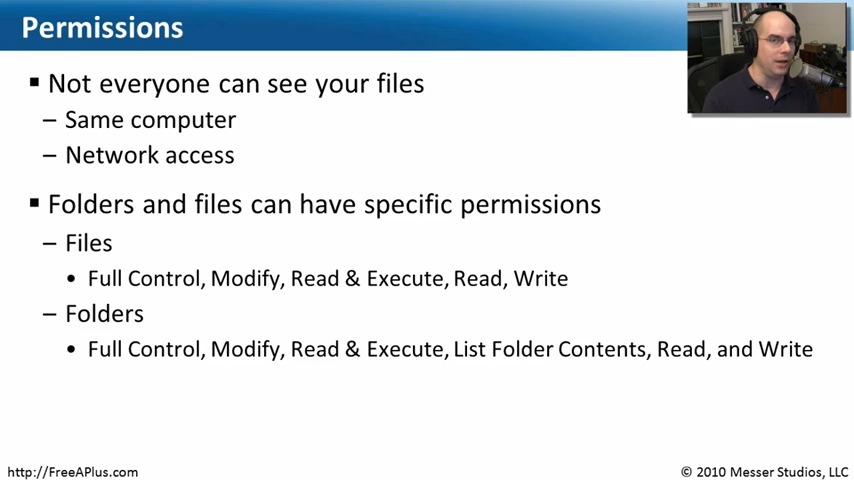 Permissions
▪ Not everyone can see your files
– Same computer
– Network access
▪ Folders and files can have specific permissions
– Files
• Full Control, Modify, Read & Execute, Read, Write
– Folders
• Full Control, Modify, Read & Execute, List Folder Contents, Read, and Write
http://FreeAPlus.com
© 2010 Messer Studios, LLC